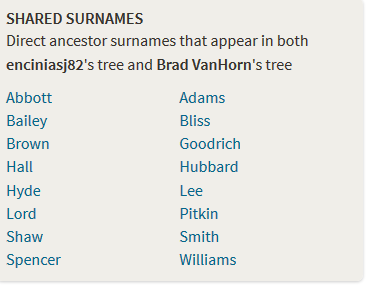 SHARED SURNAMES
Direct ancestor surnames that appear in both
enciniasj82's tree and Brad VanHorn's tree
Abbott Adams
Bailey Bliss
Brown Goodrich
Hall Hubbard
Hyde Lee
Lord Pitkin
Shaw Smith
Spencer Williams